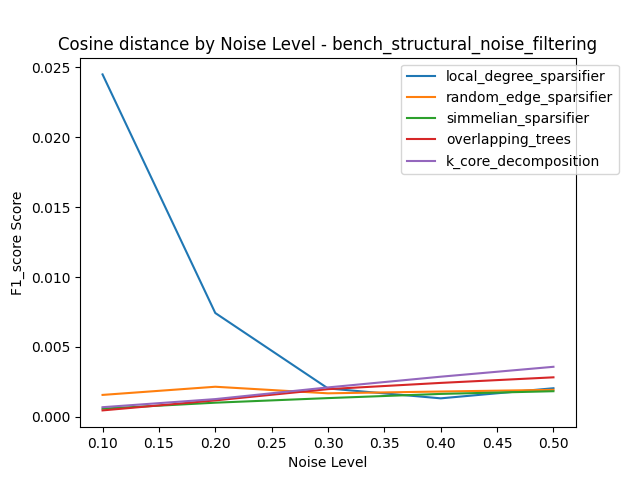 Cosine distance by Noise Level - bench_structural_noise_filtering
0.025
0.020
0.015
0.010
0.005
0.000
F1_score Score
local_degree_sparsifier
random_edge_sparsifier
simmelian_sparsifier
overlapping_trees
k_core_decomposition
0.10 0.15 0.20 0.25 0.30 0.35 0.40 0.45 0.50
Noise Level